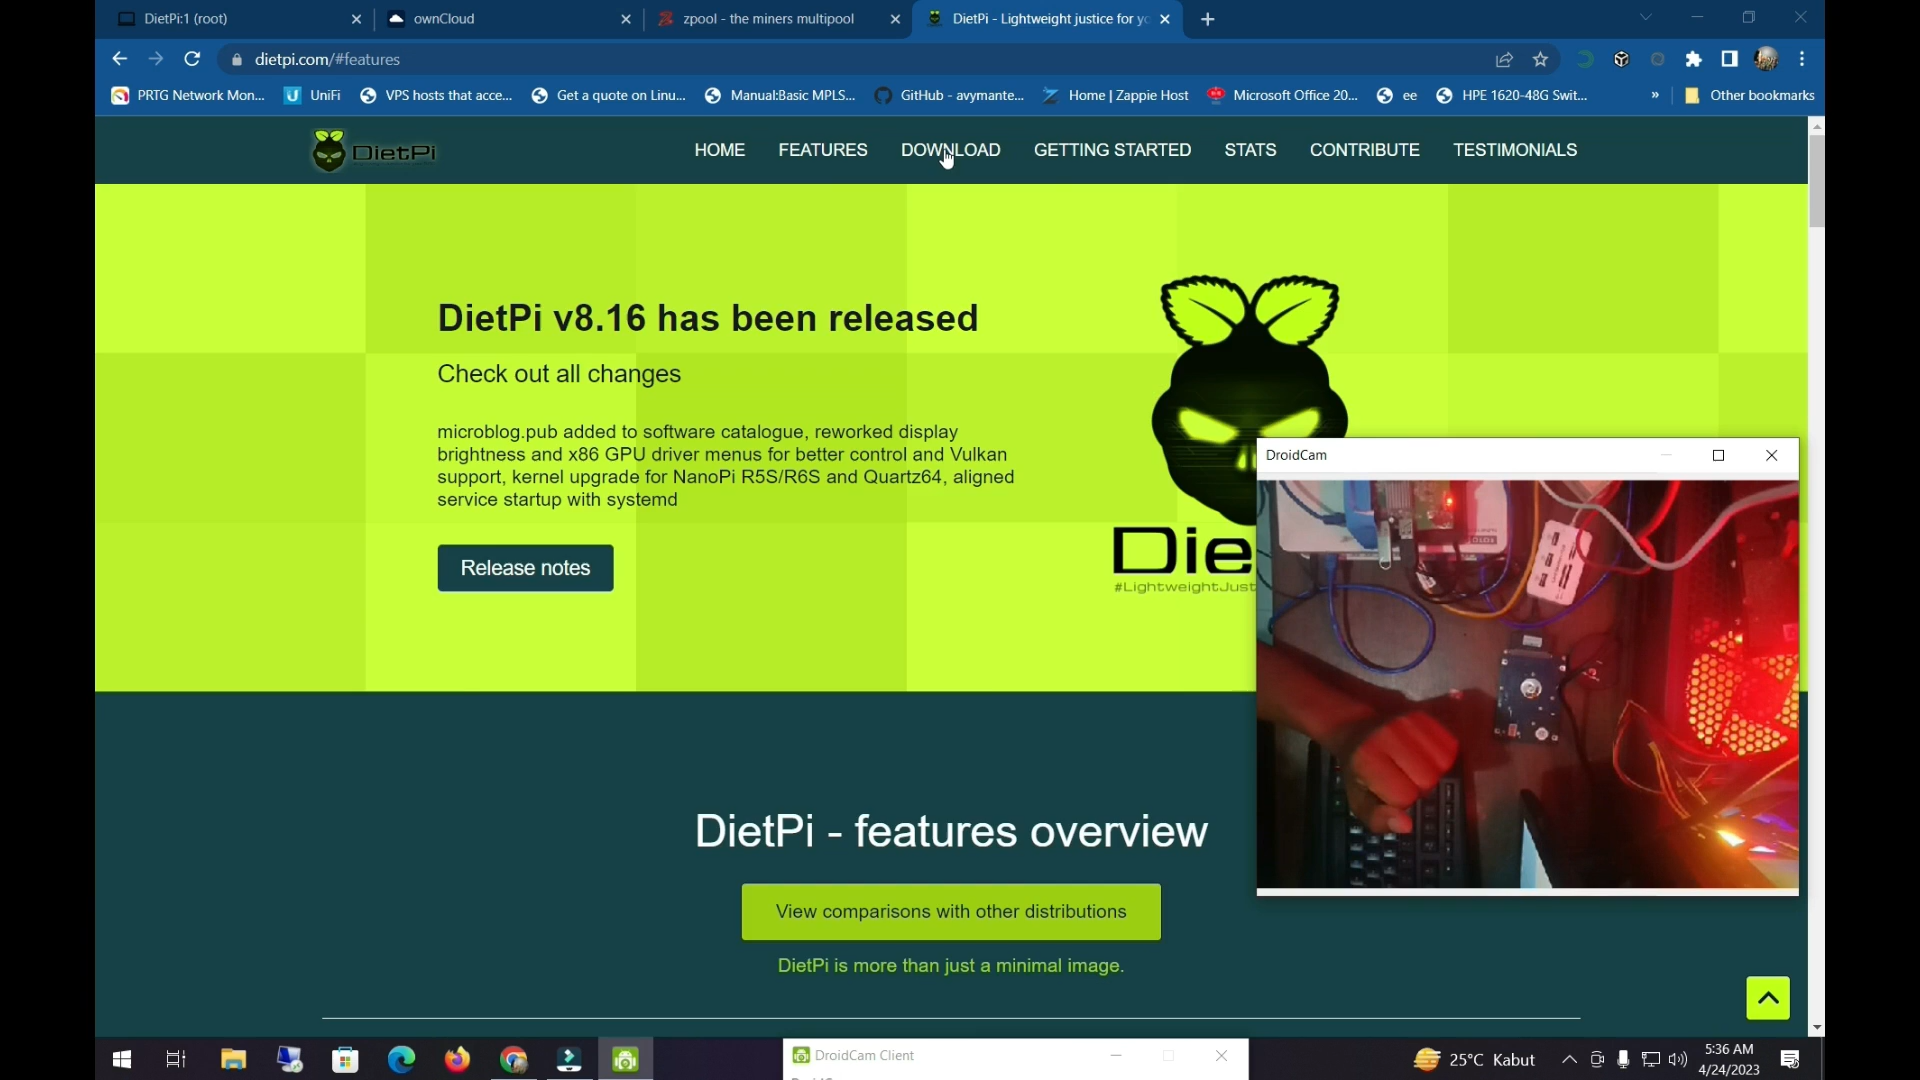 DietPi:1 (root)
ownCloud
zpool - the miners multipool
DietPi - Lightweight justice for yo
dietpi.com/#features
PRTG Network Mon...
UniFi
VPS hosts that acce...
Get a quote on Linu...
Manual:Basic MPLS...
GitHub - avymante...
Home | Zappie Host
Microsoft Office 20...
ee
HPE 1620-48G Swit...
»
Other bookmarks
DietPi
HOME
FEATURES
DOWNLOAD
GETTING STARTED
STATS
CONTRIBUTE
TESTIMONIALS
DietPi v8.16 has been released
Check out all changes
microblog.pub added to software catalogue, reworked display
brightness and x86 GPU driver menus for better control and Vulkan
support, kernel upgrade for NanoPi R5S/R6S and Quartz64, aligned
service startup with systemd
Release notes
Die
#LightweightJust
DroidCam
DietPi - features overview
View comparisons with other distributions
DietPi is more than just a minimal image.
DroidCam Client
25°C Kabut
5:36 AM
4/24/2023